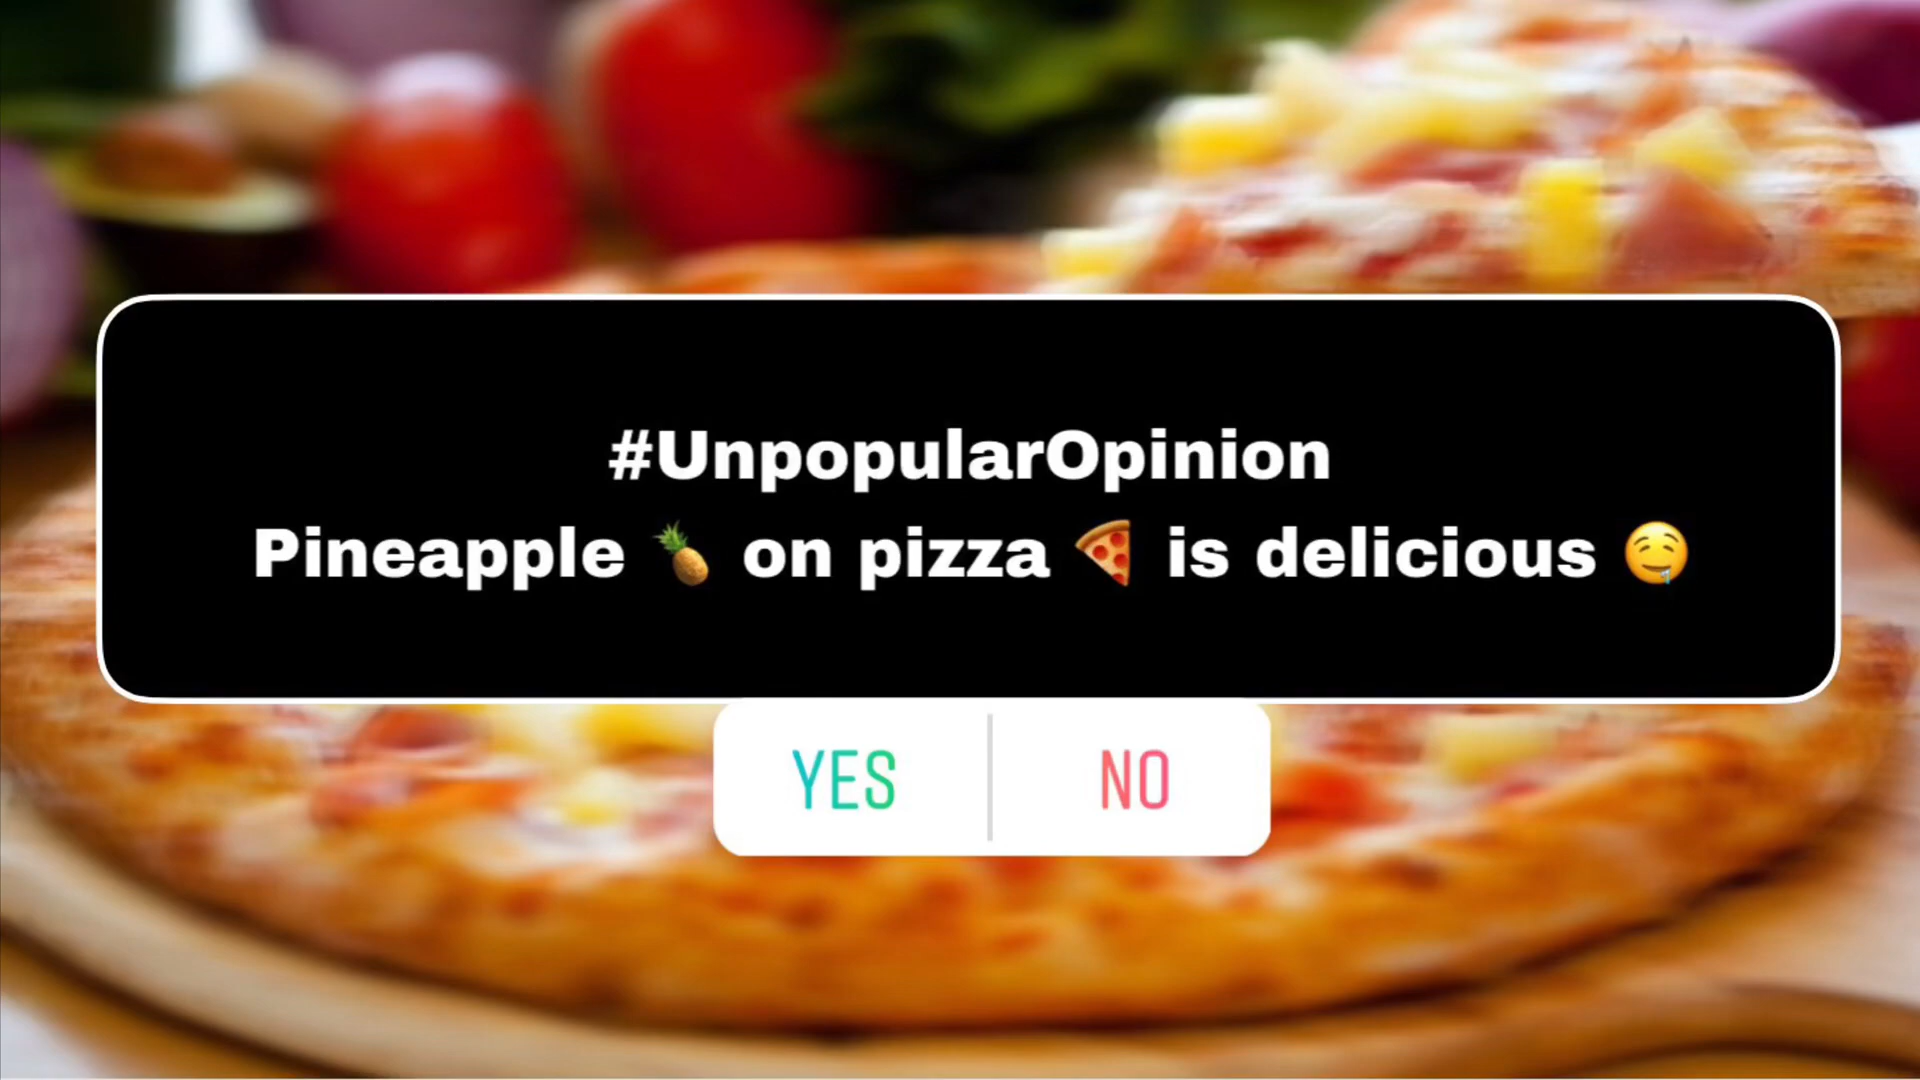 #UnpopularOpinion
Pineapple 🍍 on pizza 🍕 is delicious 🤤
YES NO